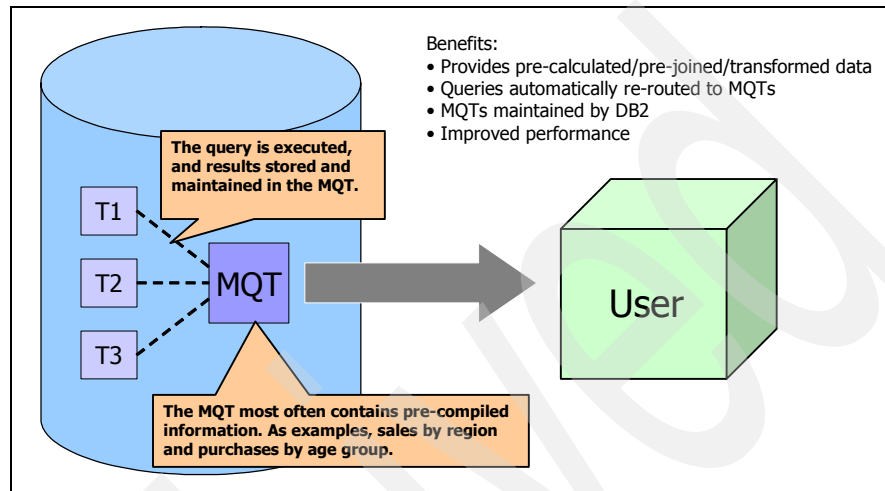 Benefits:
• Provides pre-calculated/pre-joined/transformed data
• Queries automatically re-routed to MQTs
• MQTs maintained by DB2
• Improved performance
The query is executed,
and results stored and
maintained in the MQT.
T1
T2
T3
MQT
User
The MQT most often contains pre-compiled
information. As examples, sales by region
and purchases by age group.